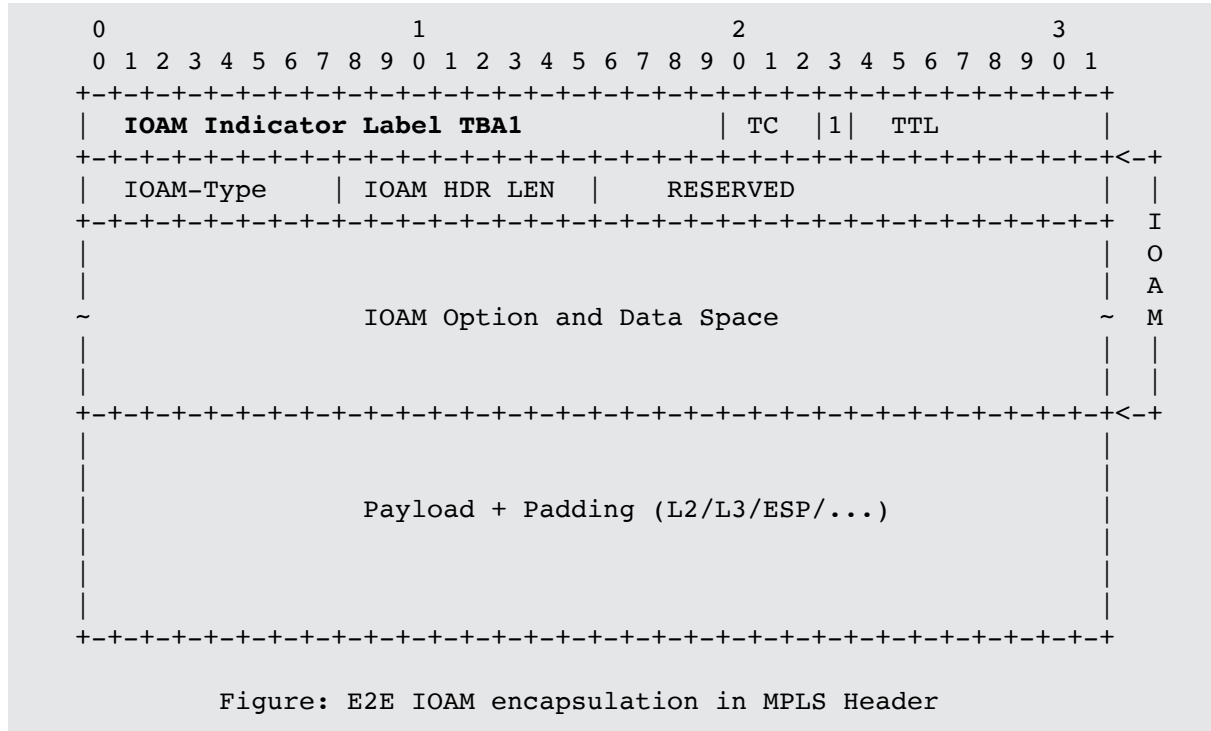 0                   1                   2                   3
 0 1 2 3 4 5 6 7 8 9 0 1 2 3 4 5 6 7 8 9 0 1 2 3 4 5 6 7 8 9 0 1
+-+-+-+-+-+-+-+-+-+-+-+-+-+-+-+-+-+-+-+-+-+-+-+-+-+-+-+-+-+-+-+-+
|  IOAM Indicator Label TBA1            | TC  |1|  TTL          |
+-+-+-+-+-+-+-+-+-+-+-+-+-+-+-+-+-+-+-+-+-+-+-+-+-+-+-+-+-+-+-+-+<-+
|  IOAM-Type    | IOAM HDR LEN  |    RESERVED                   |  |
+-+-+-+-+-+-+-+-+-+-+-+-+-+-+-+-+-+-+-+-+-+-+-+-+-+-+-+-+-+-+-+-+  I
|                                                               |  O
|                                                               |  A
~                 IOAM Option and Data Space                    ~  M
|                                                               |  |
|                                                               |  |
+-+-+-+-+-+-+-+-+-+-+-+-+-+-+-+-+-+-+-+-+-+-+-+-+-+-+-+-+-+-+-+-+<-+
|                                                               |
|                                                               |
|                 Payload + Padding (L2/L3/ESP/...)             |
|                                                               |
|                                                               |
|                                                               |
+-+-+-+-+-+-+-+-+-+-+-+-+-+-+-+-+-+-+-+-+-+-+-+-+-+-+-+-+-+-+-+-+
Figure: E2E IOAM encapsulation in MPLS Header